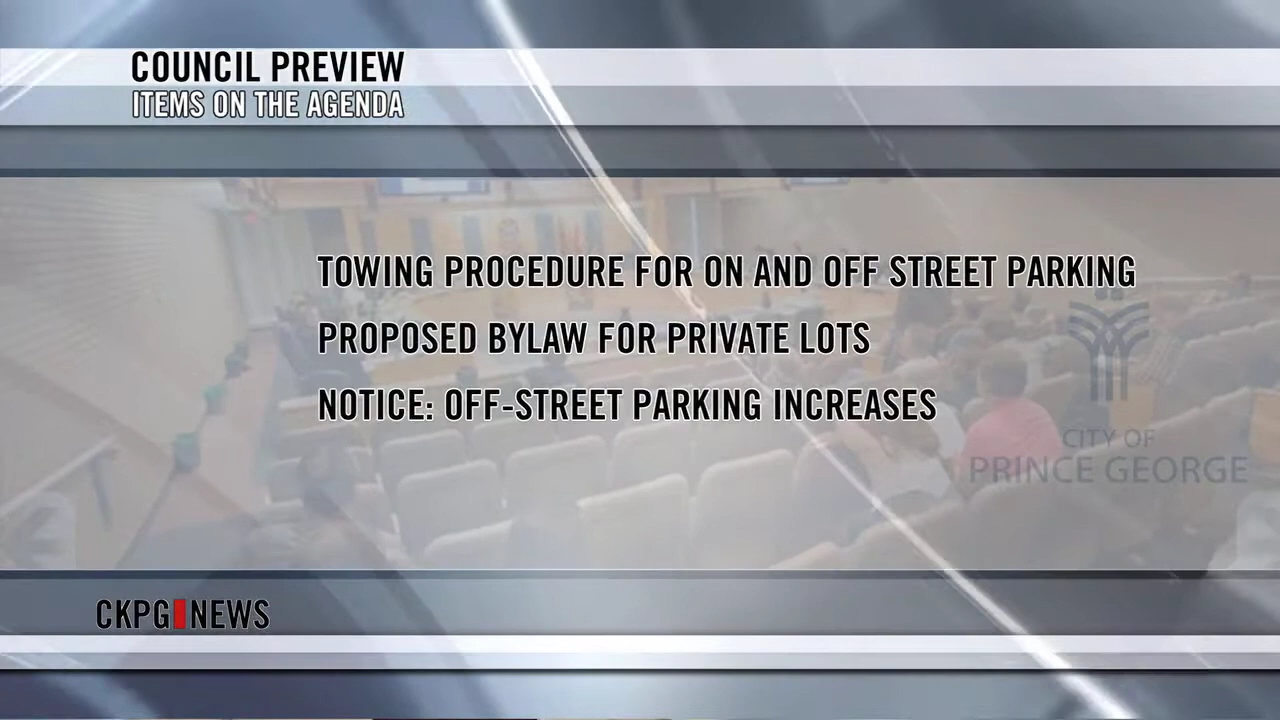 COUNCIL PREVIEW
ITEMS ON THE AGENDA
TOWING PROCEDURE FOR ON AND OFF STREET PARKING
PROPOSED BYLAW FOR PRIVATE LOTS
NOTICE: OFF-STREET PARKING INCREASES
CITY OF
PRINCE GEORGE
CKPG NEWS